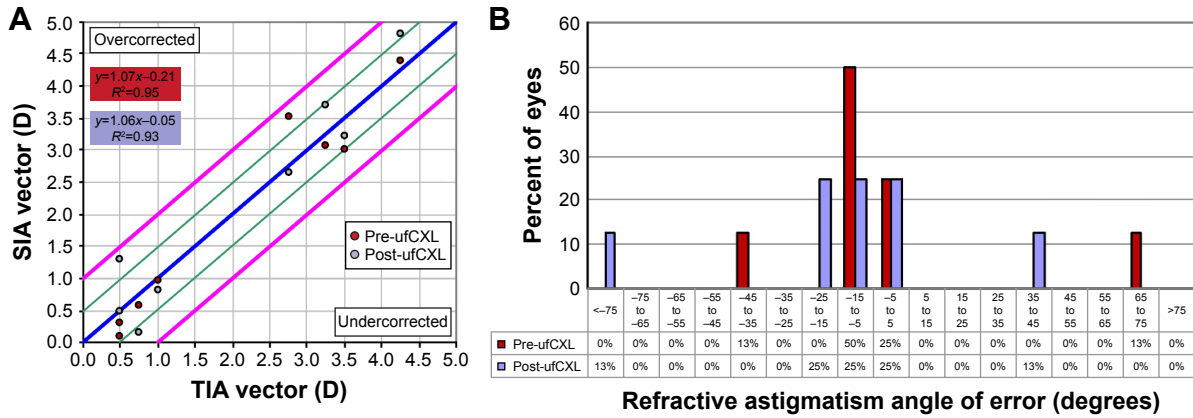 A
5.0
4.5
4.0
3.5
3.0
2.5
2.0
1.5
1.0
0.5
0.0
SIA vector (D)
Overcorrected
y=1.07x–0.21
R²=0.95
y=1.06x–0.05
R²=0.93
Pre-ufCXL
Post-ufCXL
Undercorrected
0.0 0.5 1.0 1.5 2.0 2.5 3.0 3.5 4.0 4.5 5.0
TIA vector (D)
B
60
50
40
30
20
10
0
Percent of eyes
<–75 –75 to –65 –65 to –55 –55 to –45 –45 to –35 –35 to –25 –25 to –15 –15 to –5 –5 to 5 5 to 15 15 to 25 25 to 35 35 to 45 45 to 55 55 to 65 65 to 75 >75
Pre-ufCXL 0% 0% 0% 0% 13% 0% 0% 50% 25% 0% 0% 0% 0% 0% 0% 13% 0%
Post-ufCXL 13% 0% 0% 0% 0% 0% 25% 25% 25% 0% 0% 0% 13% 0% 0% 0% 0%
Refractive astigmatism angle of error (degrees)